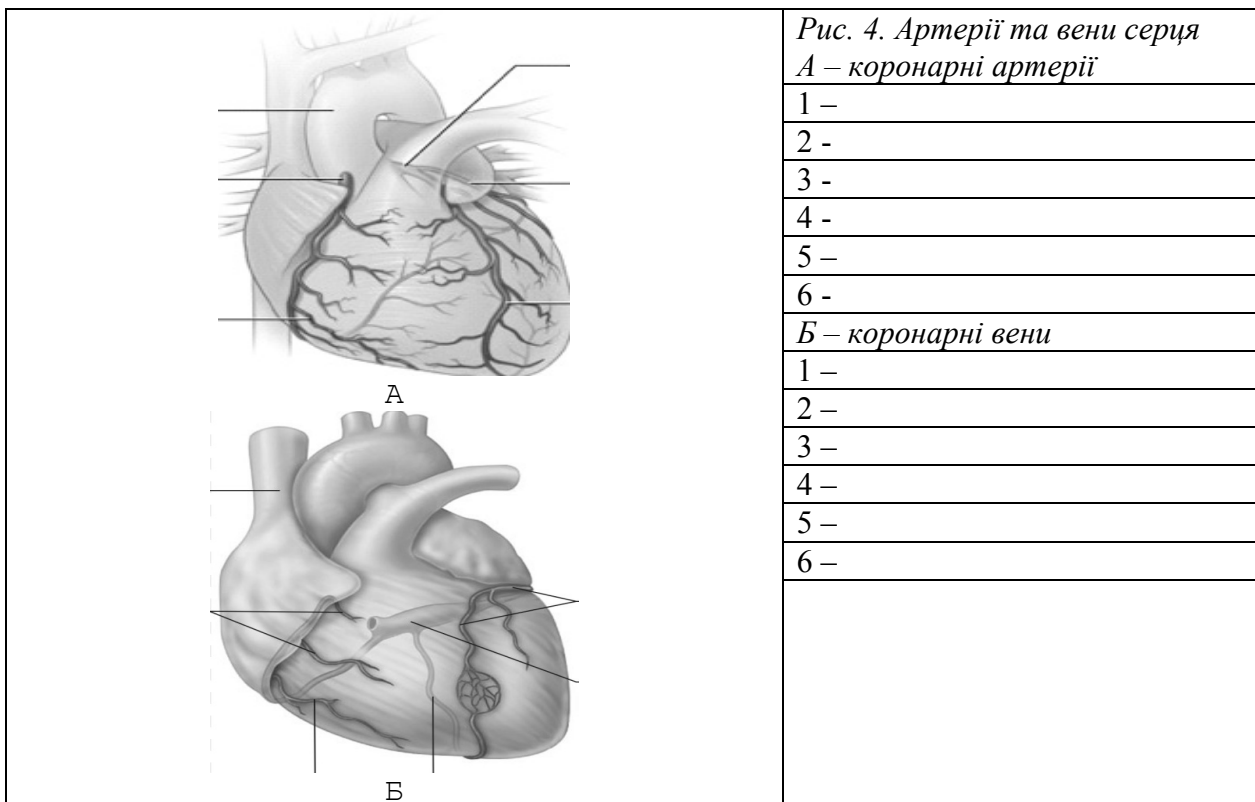 Рис. 4. Артерії та вени серця
А – коронарні артерії
1 –
2 -
3 -
4 -
5 –
6 -
Б – коронарні вени
1 –
2 –
3 –
4 –
5 –
6 –
А
Б